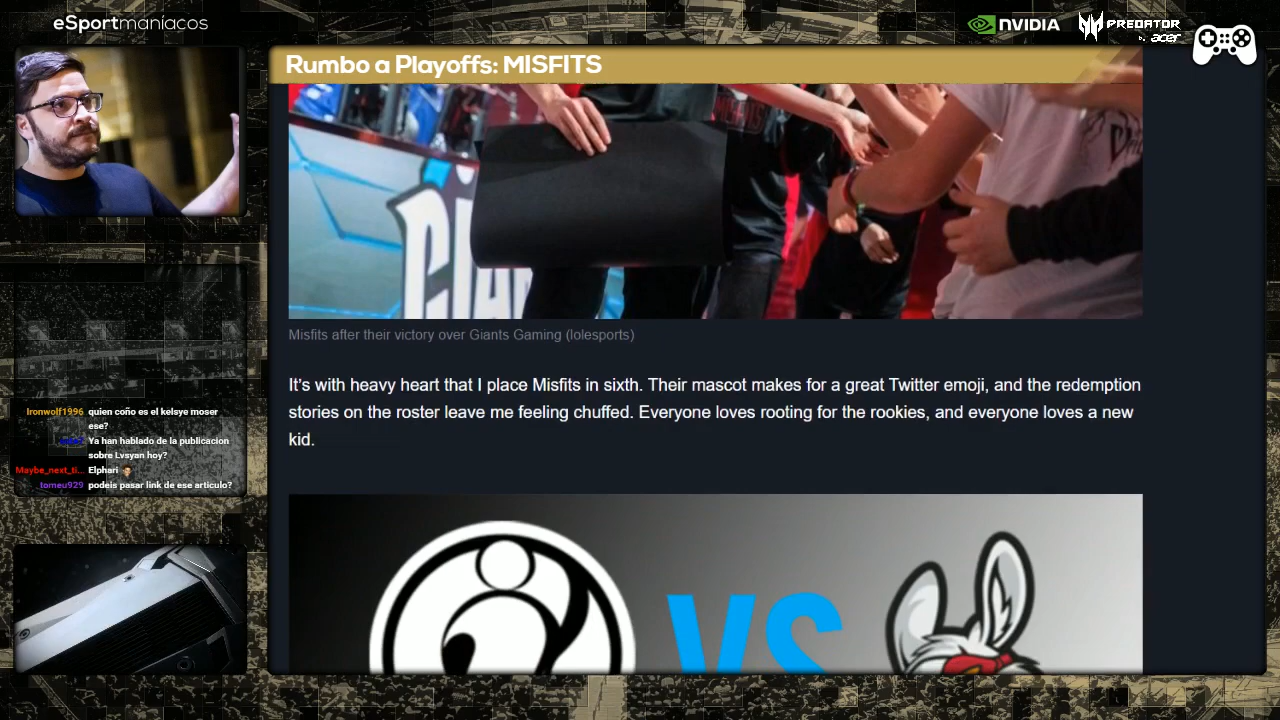 eSportmaníacos
NVIDIA
PREDATOR
acer
Rumbo a Playoffs: MISFITS
Misfits after their victory over Giants Gaming (lolesports)
It's with heavy heart that I place Misfits in sixth. Their mascot makes for a great Twitter emoji, and the redemption
stories on the roster leave me feeling chuffed. Everyone loves rooting for the rookies, and everyone loves a new
kid.
VS
Ironwolf1996 quien coño es el kelsye moser
ese?
Ya han hablado de la publicacion
sobre Lvsyan hoy?
Maybe_next_ti... Elphari
tomeu929 podeis pasar link de ese articulo?